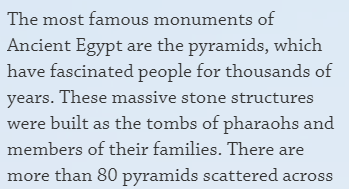 The most famous monuments of
Ancient Egypt are the pyramids, which
have fascinated people for thousands of
years. These massive stone structures
were built as the tombs of pharaohs and
members of their families. There are
more than 80 pyramids scattered across